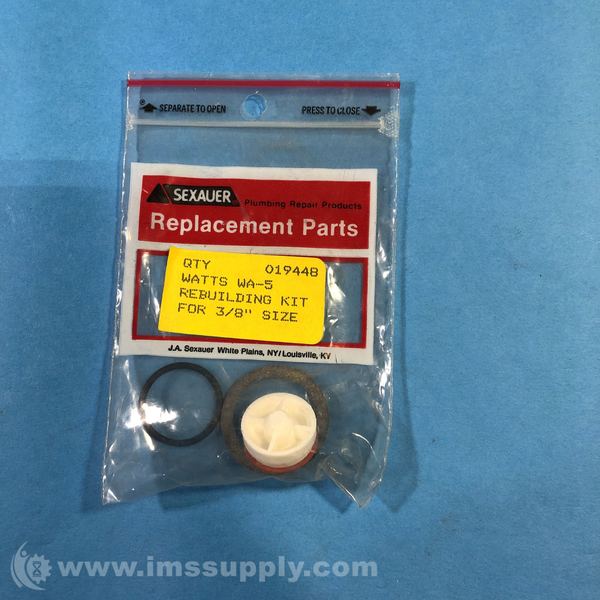 SEPARATE TO OPEN PRESS TO CLOSE
SEXAUER
Plumbing Repair Products
Replacement Parts
QTY 019448
WATTS WA-5
REBUILDING KIT
FOR 3/8" SIZE
J.A. Sexauer White Plains, NY/Louisville, KY
www.imssupply.com